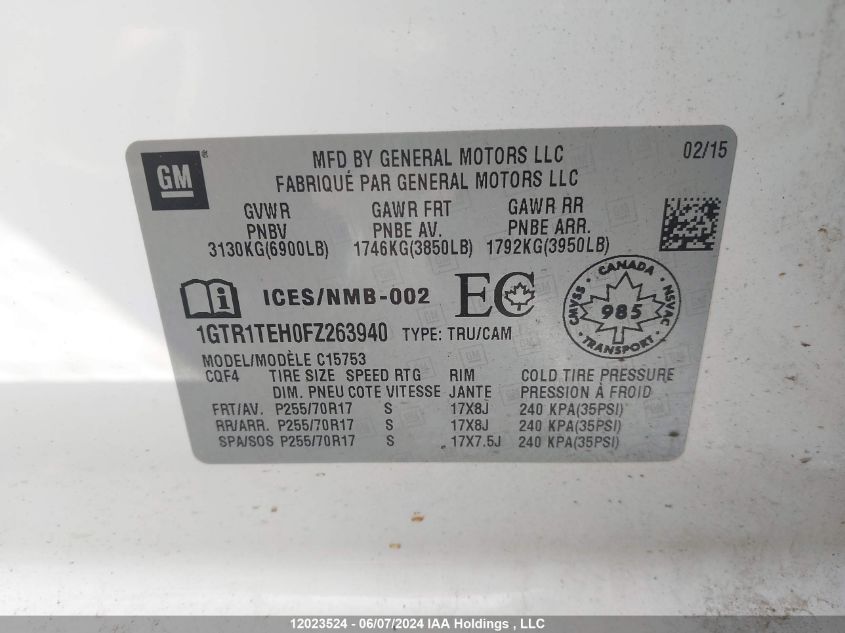 GM ®
MFD BY GENERAL MOTORS LLC 02/15
FABRIQUÉ PAR GENERAL MOTORS LLC
GVWR GAWR FRT GAWR RR
PNBV PNBE AV. PNBE ARR.
3130KG(6900LB) 1746KG(3850LB) 1792KG(3950LB)
ICES/NMB-002 EC
CANADA
CMVSS 985 NSVAC
1GTR1TEH0FZ263940 TYPE: TRU/CAM
MODEL/MODÈLE C15753
CQF4 TIRE SIZE SPEED RTG RIM COLD TIRE PRESSURE
DIM. PNEU COTE VITESSE JANTE PRESSION À FROID
FRT/AV. P255/70R17 S 17X8J 240 KPA(35PSI)
RR/ARR. P255/70R17 S 17X8J 240 KPA(35PSI)
SPA/SOS P255/70R17 S 17X7.5J 240 KPA(35PSI)
12023524 - 06/07/2024 IAA Holdings , LLC